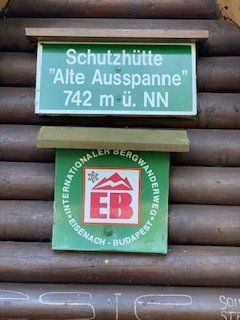 Schutzhütte
"Alte Ausspanne"
742 m ü. NN
INTERNATIONALER BERGWANDERWEG
EB
EISENACH - BUDAPEST